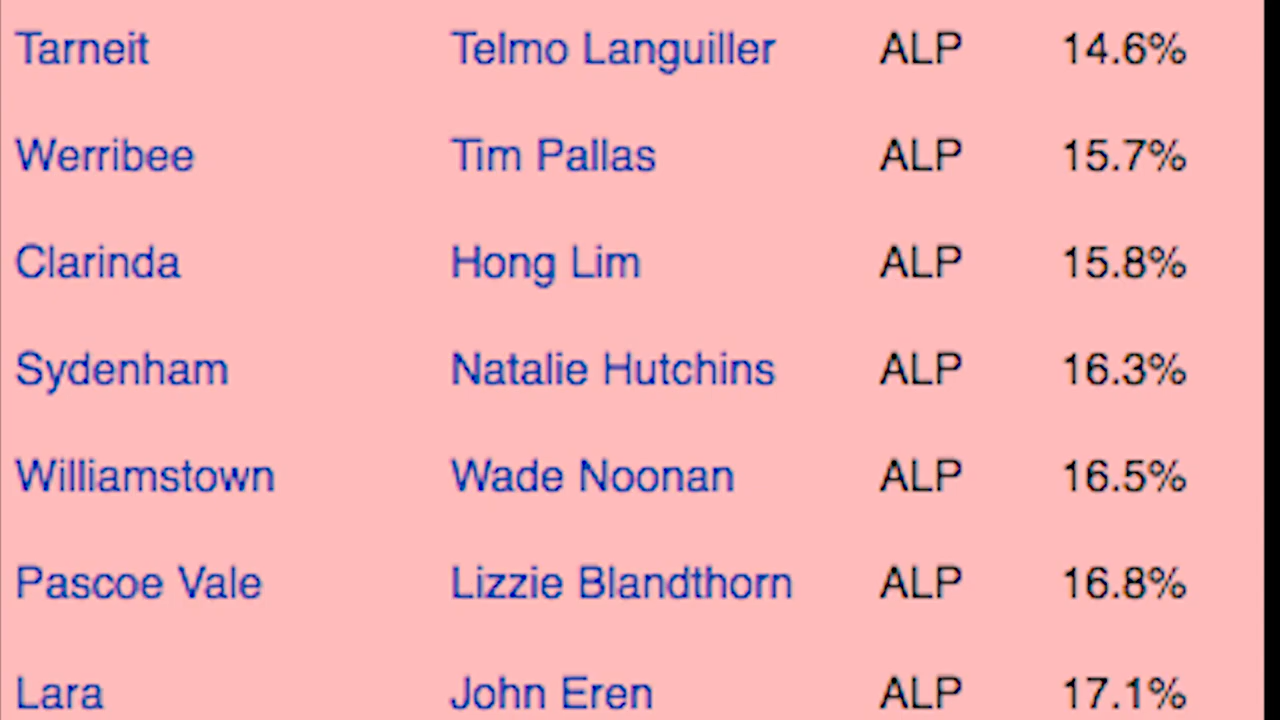 Tarneit Telmo Languiller ALP 14.6%
Werribee Tim Pallas ALP 15.7%
Clarinda Hong Lim ALP 15.8%
Sydenham Natalie Hutchins ALP 16.3%
Williamstown Wade Noonan ALP 16.5%
Pascoe Vale Lizzie Blandthorn ALP 16.8%
Lara John Eren ALP 17.1%